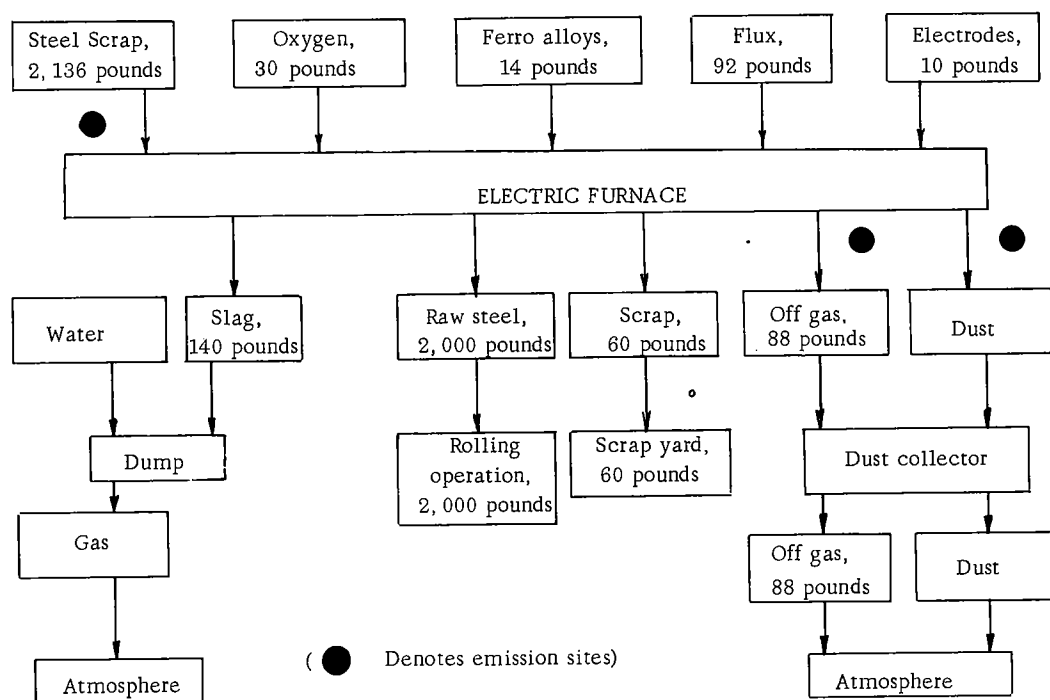 Steel Scrap,
2, 136 pounds
Oxygen,
30 pounds
Ferro alloys,
14 pounds
Flux,
92 pounds
Electrodes,
10 pounds
ELECTRIC FURNACE
Water
Slag,
140 pounds
Raw steel,
2, 000 pounds
Scrap,
60 pounds
Off gas,
88 pounds
Dust
Dump
Rolling
operation,
2, 000 pounds
Scrap yard,
60 pounds
Dust collector
Gas
Off gas,
88 pounds
Dust
( ● Denotes emission sites)
Atmosphere
Atmosphere